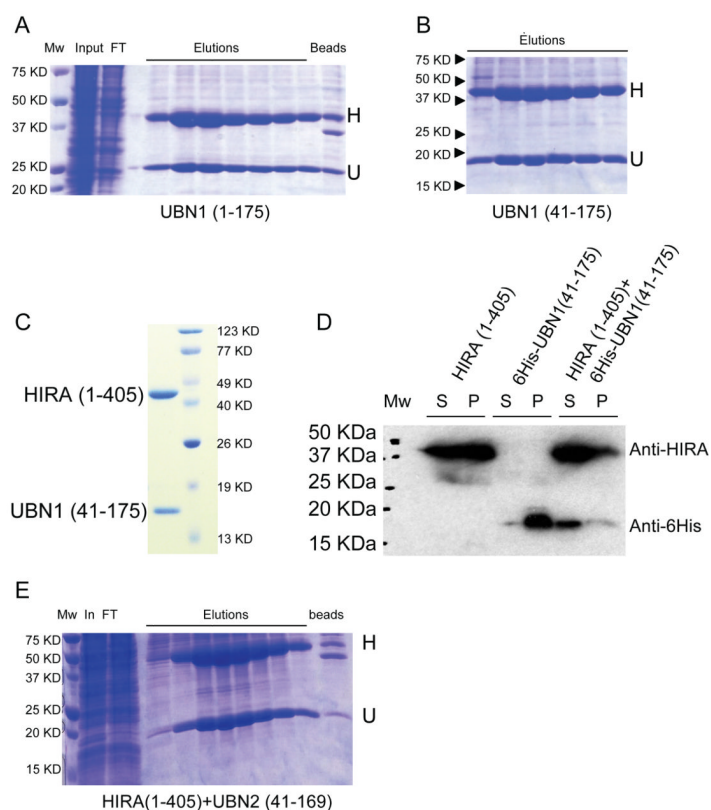 A
Mw Input FT Elutions Beads
75 KD
50 KD
37 KD
25 KD
20 KD
H
U
UBN1 (1-175)
B
Elutions
75 KD
50 KD
37 KD
25 KD
20 KD
15 KD
H
U
UBN1 (41-175)
C
HIRA (1-405)
UBN1 (41-175)
123 KD
77 KD
49 KD
40 KD
26 KD
19 KD
13 KD
D
HIRA (1-405)
6His-UBN1(41-175)
HIRA (1-405)+
6His-UBN1(41-175)
Mw S P S P S P
50 KDa
37 KDa
25 KDa
20 KDa
15 KDa
Anti-HIRA
Anti-6His
E
Mw In FT Elutions beads
75 KD
50 KD
37 KD
25 KD
20 KD
15 KD
H
U
HIRA(1-405)+UBN2 (41-169)